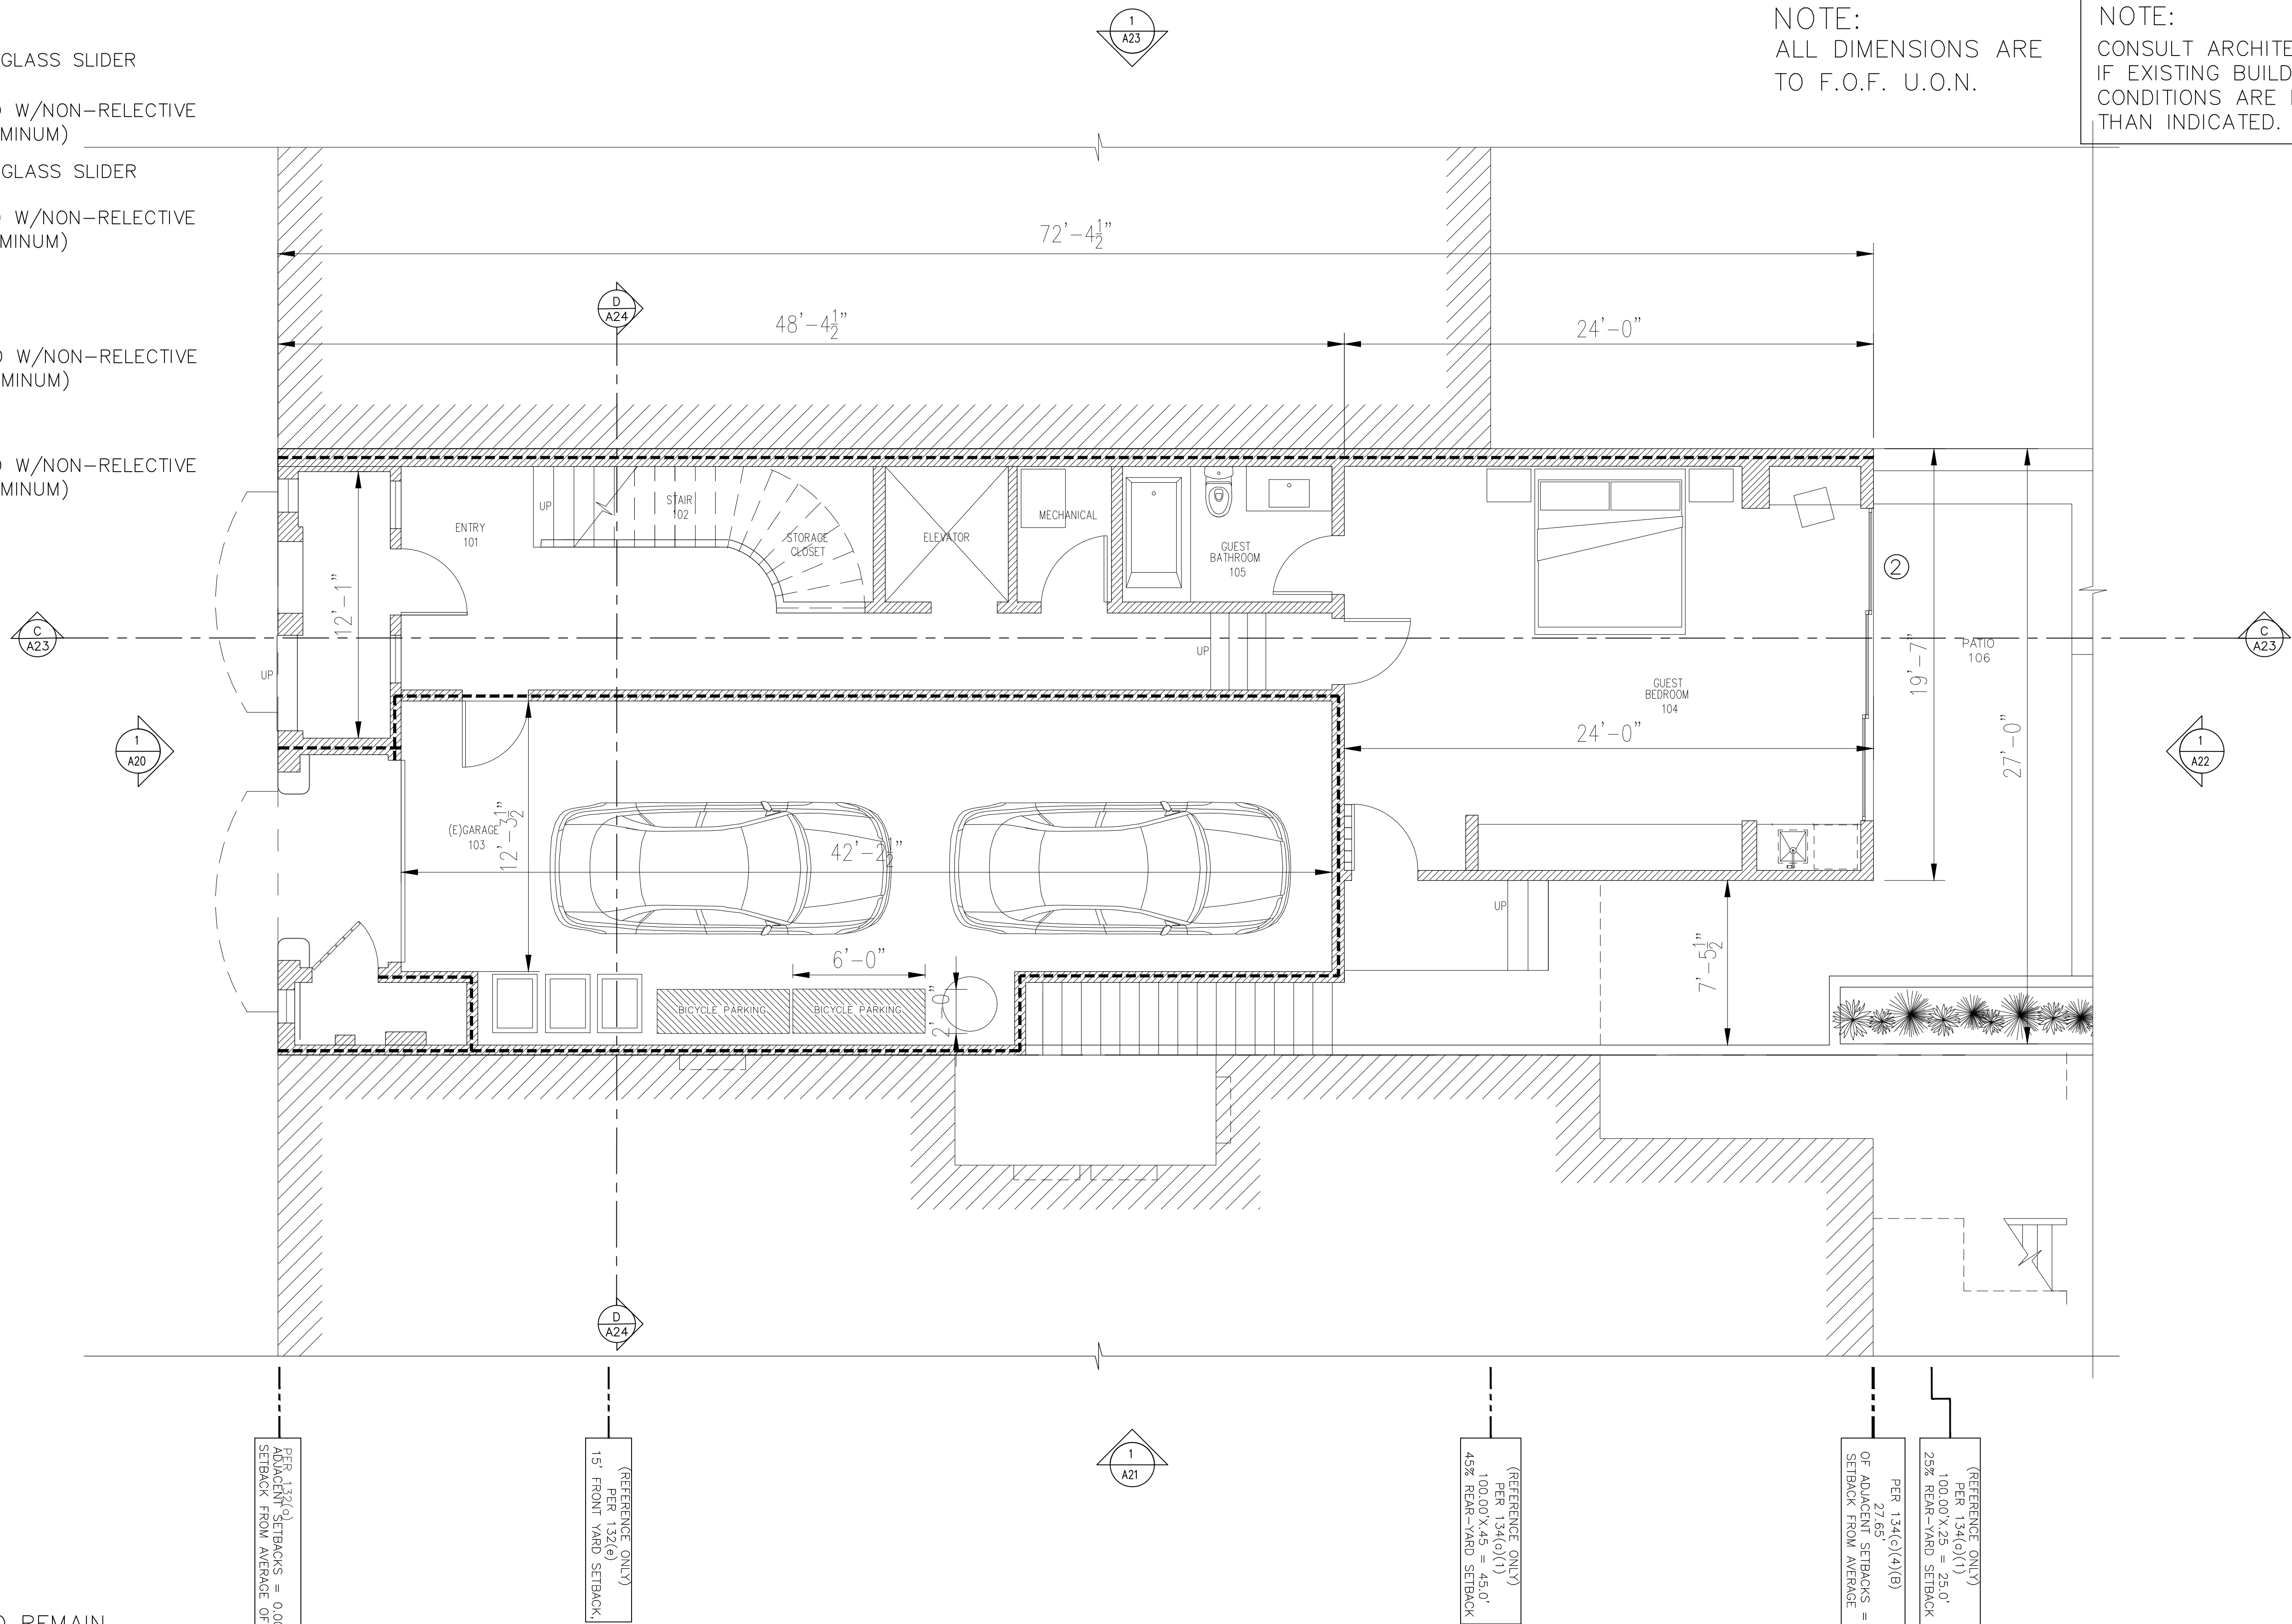 1
A23
NOTE:
ALL DIMENSIONS ARE
TO F.O.F. U.O.N.
NOTE:
CONSULT ARCHITE
IF EXISTING BUILD
CONDITIONS ARE
THAN INDICATED.
GLASS SLIDER
W/NON-RELECTIVE
MINUM)
GLASS SLIDER
W/NON-RELECTIVE
MINUM)
W/NON-RELECTIVE
MINUM)
W/NON-RELECTIVE
MINUM)
72'-4½"
D
A24
48'-4½"
24'-0"
UP
STAIR
102
ENTRY
101
STORAGE
CLOSET
ELEVATOR
MECHANICAL
GUEST
BATHROOM
105
2
12'-1"
C
A23
UP
UP
PATIO
106
C
A23
19'-7"
GUEST
BEDROOM
104
24'-0"
27'-0"
1
A20
1
A22
(E)GARAGE
103
12'-3½"
42'-2½"
UP
7'-5½"
6'-0"
2'-0"
BICYCLE PARKING
BICYCLE PARKING
D
A24
1
A21
PER 132(a)
ADJACENT SETBACKS = 0.00
SETBACK FROM AVERAGE OF
(REFERENCE ONLY)
PER 132(e)
15' FRONT YARD SETBACK,
(REFERENCE ONLY)
PER 134(a)(1)
100.00'X.45 = 45.0'
45% REAR-YARD SETBACK
PER 134(c)(4)(B)
27.65'
OF ADJACENT SETBACKS =
SETBACK FROM AVERAGE
(REFERENCE ONLY)
PER 134(a)(1)
100.00'X.25 = 25.0'
25% REAR-YARD SETBACK
REMAIN